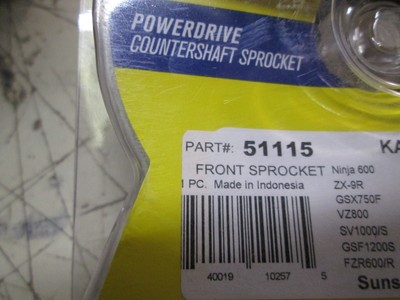 POWERDRIVE
COUNTERSHAFT SPROCKET
PART#: 51115 KA
FRONT SPROCKET Ninja 600
1 PC. Made in Indonesia ZX-9R
GSX750F
VZ800
SV1000/S
GSF1200S
FZR600/R
40019 10257 5
Suns